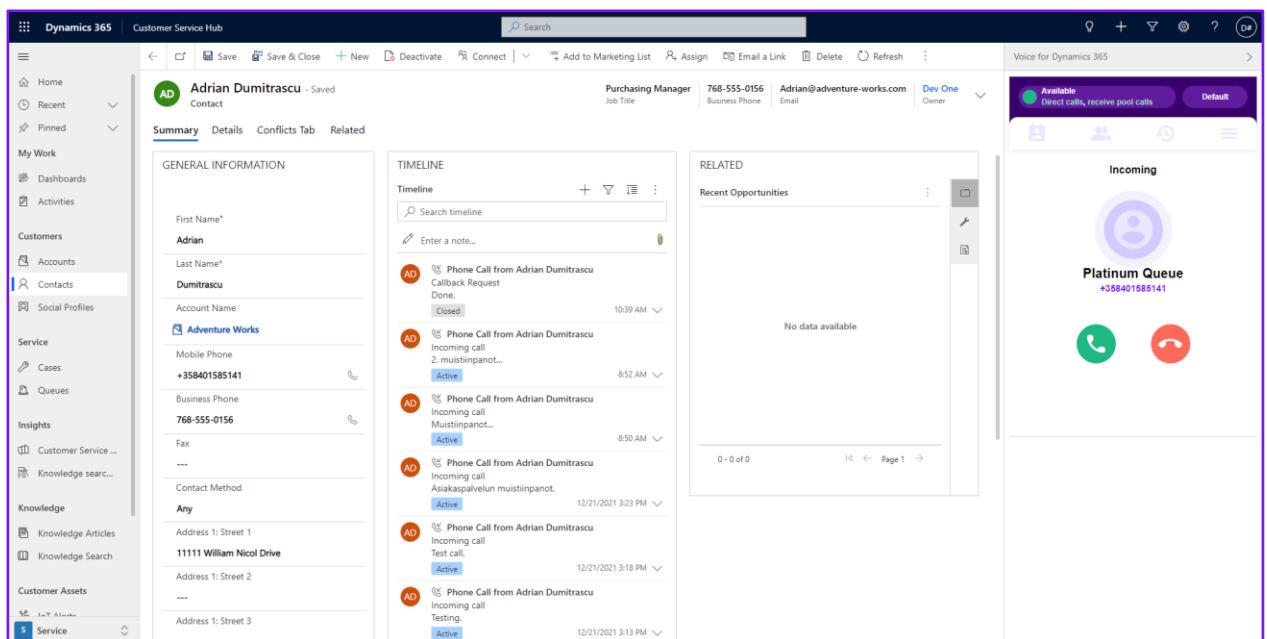 Dynamics 365
Customer Service Hub
Search
D#
Home
Recent
Pinned
My Work
Dashboards
Activities
Customers
Accounts
Contacts
Social Profiles
Service
Cases
Queues
Insights
Customer Service ...
Knowledge searc...
Knowledge
Knowledge Articles
Knowledge Search
Customer Assets
IoT Alerts
S Service
Save
Save & Close
New
Deactivate
Connect
Add to Marketing List
Assign
Email a Link
Delete
Refresh
AD
Adrian Dumitrascu - Saved
Contact
Purchasing Manager
Job Title
768-555-0156
Business Phone
Adrian@adventure-works.com
Email
Dev One
Owner
Summary Details Conflicts Tab Related
GENERAL INFORMATION
First Name*
Adrian
Last Name*
Dumitrascu
Account Name
Adventure Works
Mobile Phone
+358401585141
Business Phone
768-555-0156
Fax
---
Contact Method
Any
Address 1: Street 1
11111 William Nicol Drive
Address 1: Street 2
---
Address 1: Street 3
TIMELINE
Timeline
Search timeline
Enter a note...
AD
Phone Call from Adrian Dumitrascu
Callback Request
Done.
Closed
10:39 AM
AD
Phone Call from Adrian Dumitrascu
Incoming call
2. muistiinpanot...
Active
8:52 AM
AD
Phone Call from Adrian Dumitrascu
Incoming call
Muistiinpanot...
Active
8:50 AM
AD
Phone Call from Adrian Dumitrascu
Incoming call
Asiakaspalvelun muistiinpanot.
Active
12/21/2021 3:23 PM
AD
Phone Call from Adrian Dumitrascu
Incoming call
Test call.
Active
12/21/2021 3:18 PM
AD
Phone Call from Adrian Dumitrascu
Incoming call
Testing.
Active
12/21/2021 3:13 PM
RELATED
Recent Opportunities
No data available
0 - 0 of 0
Page 1
Voice for Dynamics 365
Available
Direct calls, receive pool calls
Default
Incoming
Platinum Queue
+358401585141